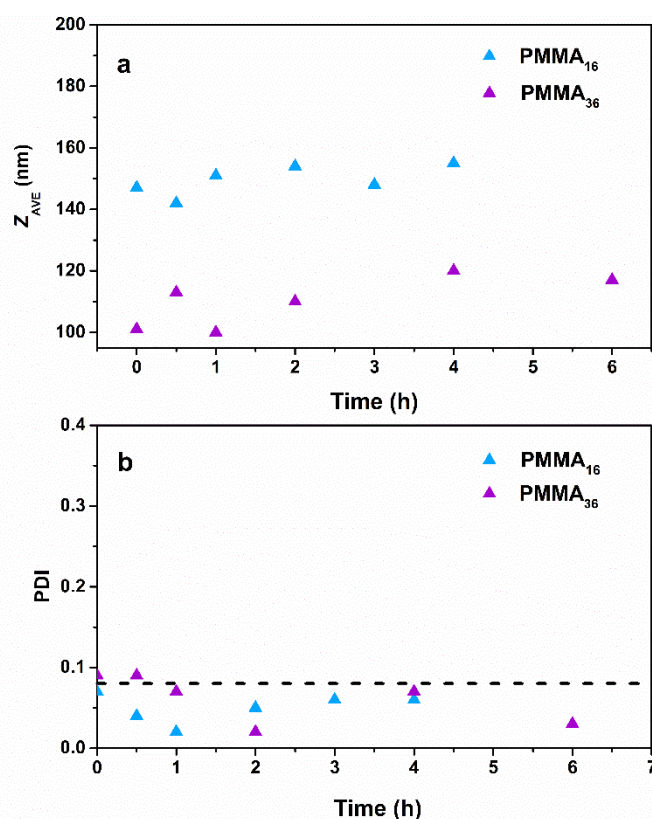 a
PMMA₁₆
PMMA₃₆
Z_AVE (nm)
200
180
160
140
120
100
0 1 2 3 4 5 6
Time (h)
b
PMMA₁₆
PMMA₃₆
PDI
0.4
0.3
0.2
0.1
0.0
0 1 2 3 4 5 6 7
Time (h)